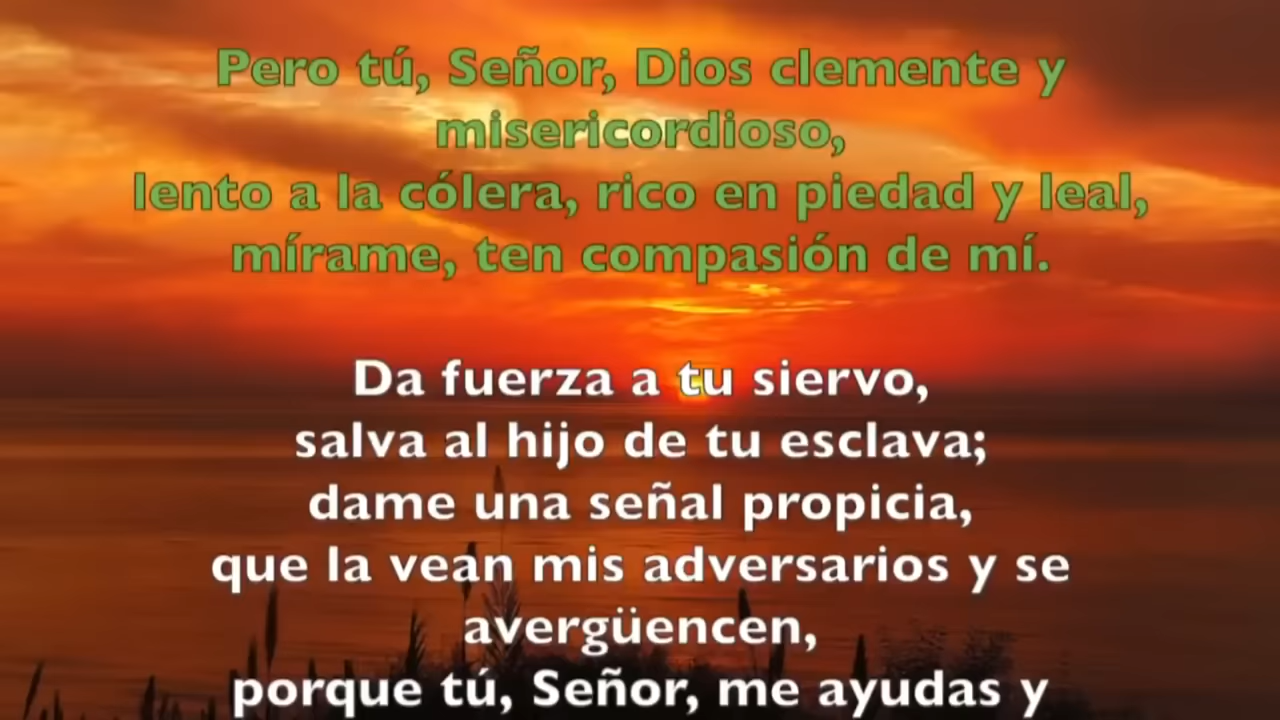 Pero tú, Señor, Dios clemente y
misericordioso,
lento a la cólera, rico en piedad y leal,
mírame, ten compasión de mí.
Da fuerza a tu siervo,
salva al hijo de tu esclava;
dame una señal propicia,
que la vean mis adversarios y se
avergüencen,
porque tú, Señor, me ayudas y